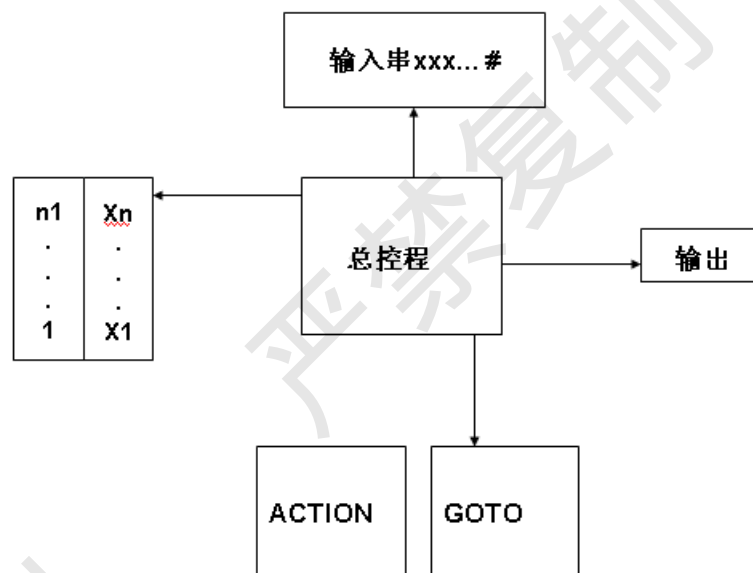 输入串xxx...#
n1 Xn
. .
. .
. .
1 X1
总控程
输出
ACTION GOTO
严禁复制